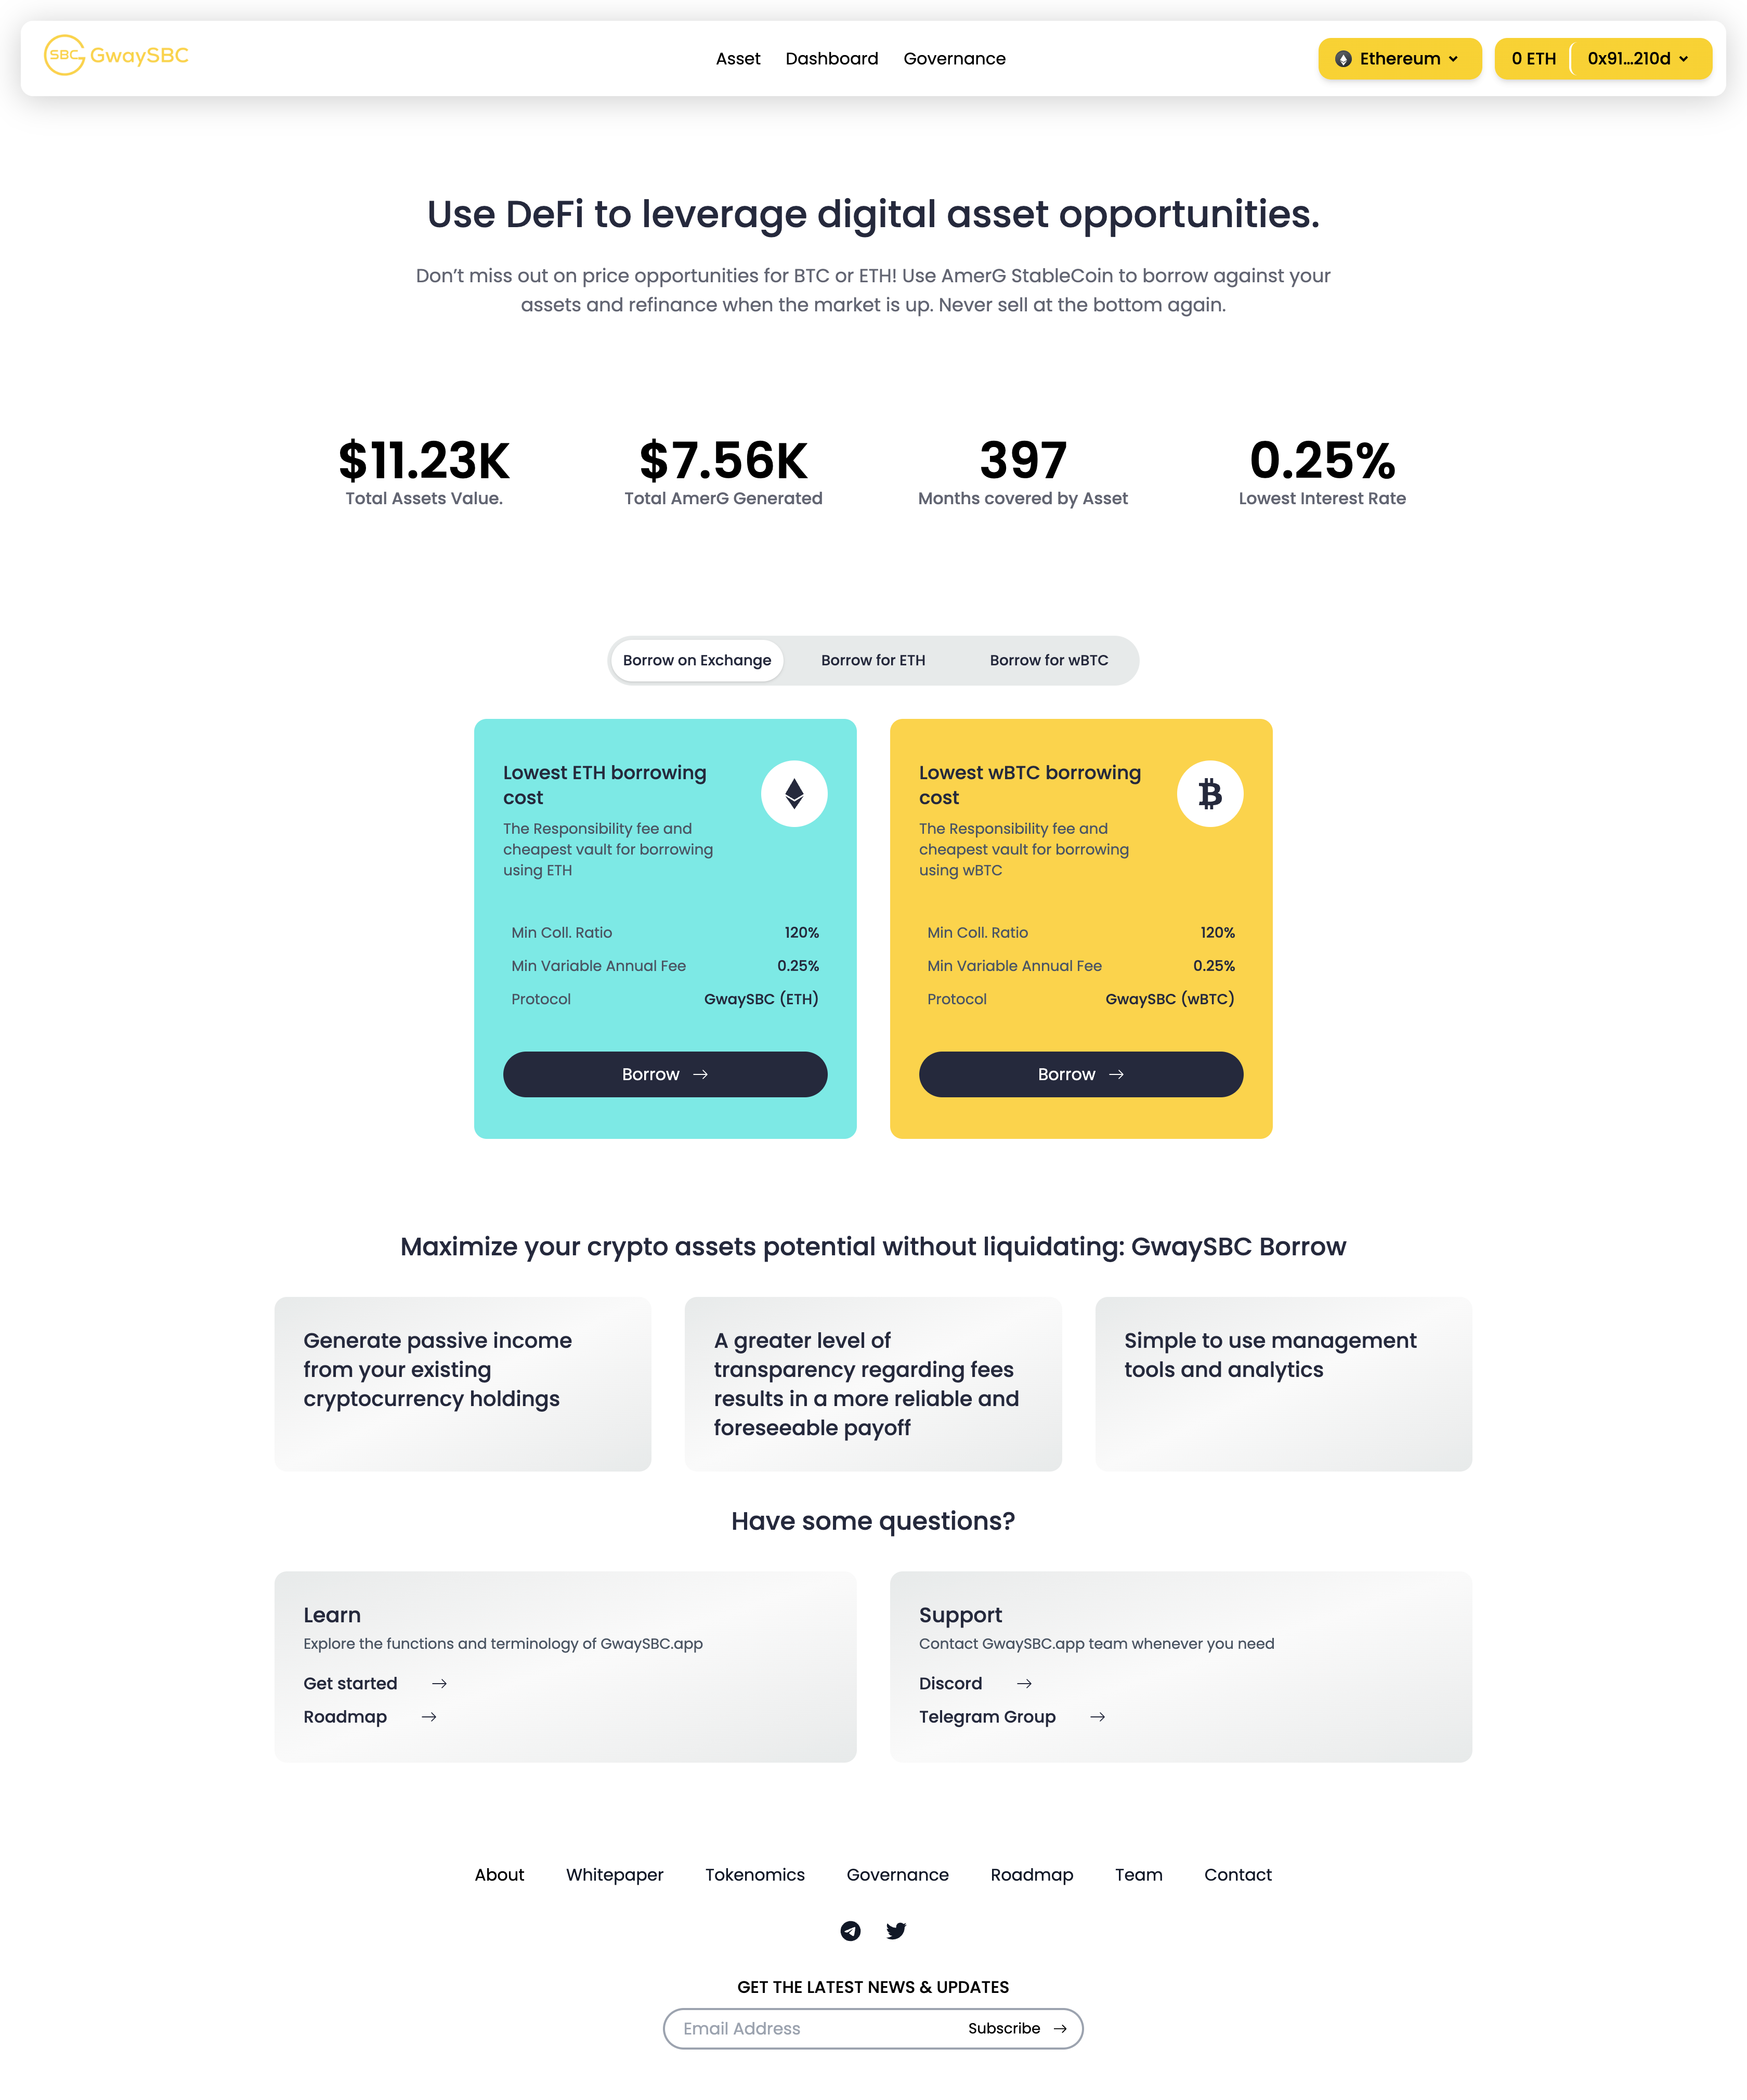 SBC GwaySBC
Asset Dashboard Governance
Ethereum
0 ETH 0x91...210d
Use DeFi to leverage digital asset opportunities.
Don’t miss out on price opportunities for BTC or ETH! Use AmerG StableCoin to borrow against your
assets and refinance when the market is up. Never sell at the bottom again.
$11.23K
Total Assets Value.
$7.56K
Total AmerG Generated
397
Months covered by Asset
0.25%
Lowest Interest Rate
Borrow on Exchange Borrow for ETH Borrow for wBTC
Lowest ETH borrowing
cost
The Responsibility fee and
cheapest vault for borrowing
using ETH
Min Coll. Ratio 120%
Min Variable Annual Fee 0.25%
Protocol GwaySBC (ETH)
Borrow
Lowest wBTC borrowing
cost
The Responsibility fee and
cheapest vault for borrowing
using wBTC
Min Coll. Ratio 120%
Min Variable Annual Fee 0.25%
Protocol GwaySBC (wBTC)
Borrow
Maximize your crypto assets potential without liquidating: GwaySBC Borrow
Generate passive income
from your existing
cryptocurrency holdings
A greater level of
transparency regarding fees
results in a more reliable and
foreseeable payoff
Simple to use management
tools and analytics
Have some questions?
Learn
Explore the functions and terminology of GwaySBC.app
Get started
Roadmap
Support
Contact GwaySBC.app team whenever you need
Discord
Telegram Group
About Whitepaper Tokenomics Governance Roadmap Team Contact
GET THE LATEST NEWS & UPDATES
Email Address Subscribe